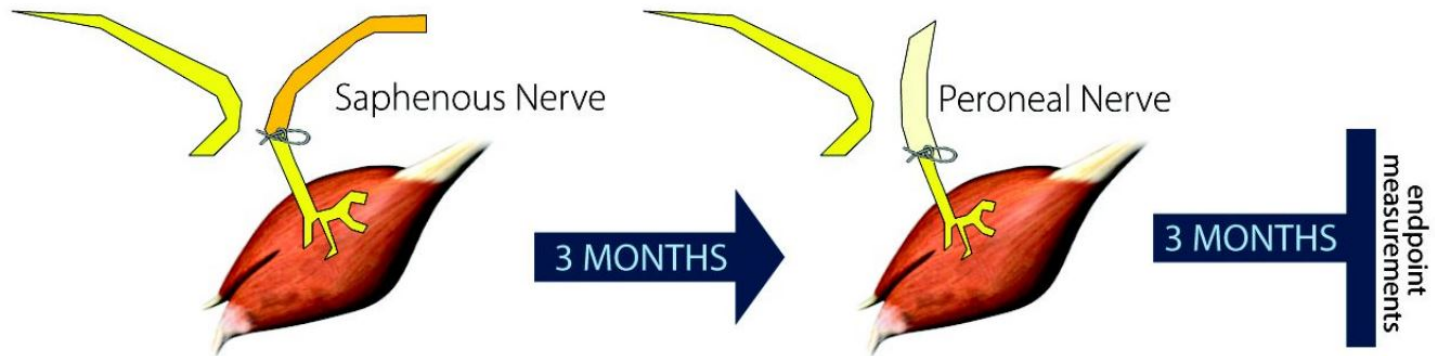 Saphenous Nerve
3 MONTHS
Peroneal Nerve
3 MONTHS
endpoint
measurements